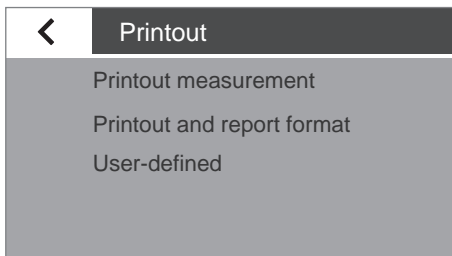 Printout
Printout measurement
Printout and report format
User-defined